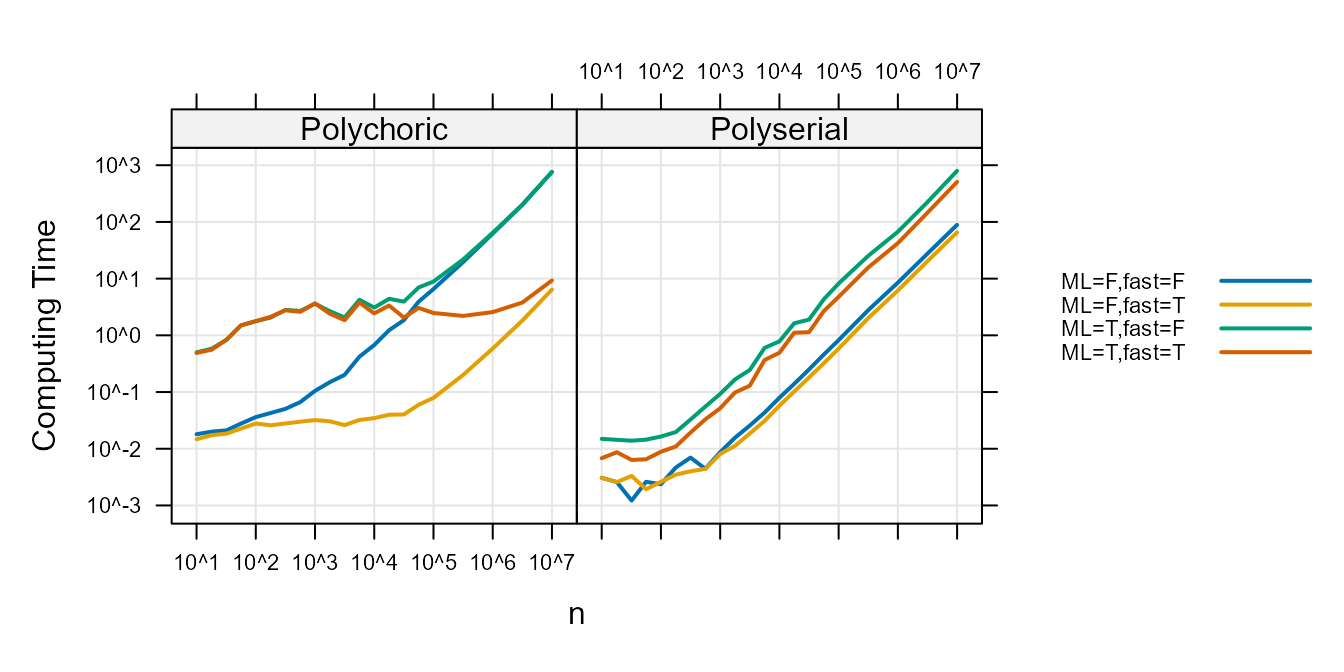 10^1 10^2 10^3 10^4 10^5 10^6 10^7
Polychoric Polyserial
10^3
10^2
10^1
10^0
10^-1
10^-2
10^-3
Computing Time
10^1 10^2 10^3 10^4 10^5 10^6 10^7
n
ML=F,fast=F
ML=F,fast=T
ML=T,fast=F
ML=T,fast=T